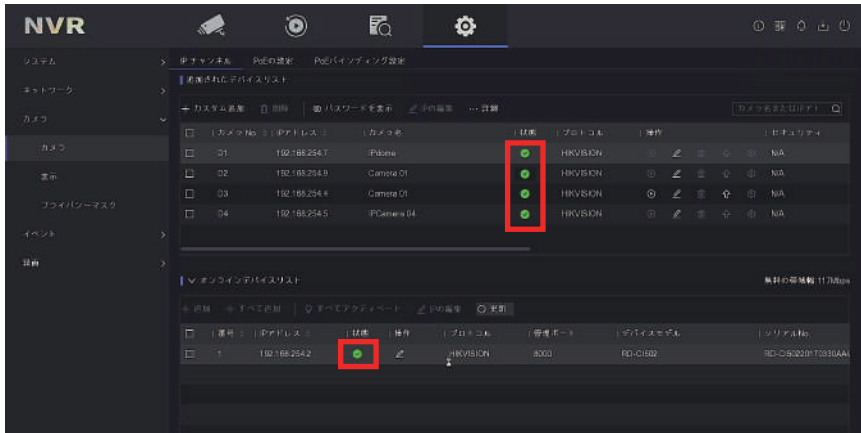 NVR
システム
ネットワーク
カメラ
カメラ
表示
プライバシーマスク
イベント
録画
IPチャンネル PoEの設定 PoEバインディング設定
追加されたデバイスリスト
カスタム追加 削除 パスワードを表示 IPの編集 ... 詳細
カメラNo IPアドレス カメラ名 状態 プロトコル 操作 セキュリティ
D1 192.168.254.7 IPdome HIKVISION N/A
D2 192.168.254.9 Camera 01 HIKVISION N/A
D3 192.168.254.4 Camera 01 HIKVISION N/A
D4 192.168.254.5 IPCamera 04 HIKVISION N/A
オンラインデバイスリスト 無料の帯域幅: 117Mbps
追加 すべて追加 すべてアクティベート IPの編集 更新
番号 IPアドレス 状態 操作 プロトコル 管理ポート デバイスモデル シリアルNo.
1 192.168.254.2 HIKVISION 8000 RD-CI502